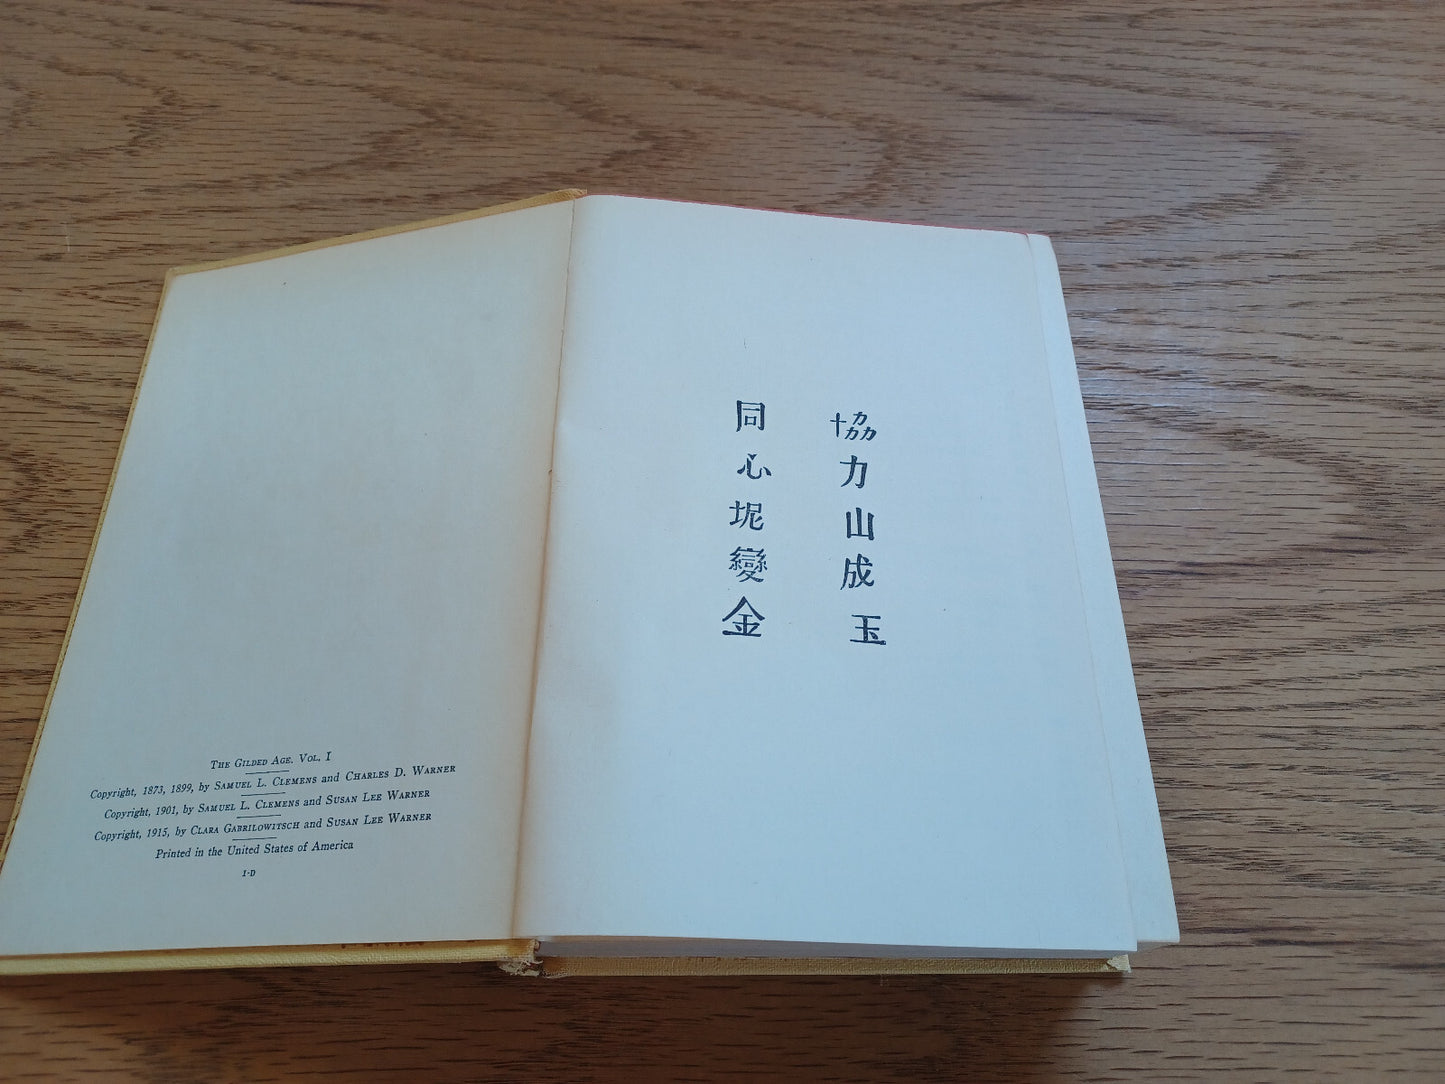 THE GILDED AGE. VOL. I
Copyright, 1873, 1899, by SAMUEL L. CLEMENS and CHARLES D. WARNER
Copyright, 1901, by SAMUEL L. CLEMENS and SUSAN LEE WARNER
Copyright, 1915, by CLARA GABRILOWITSCH and SUSAN LEE WARNER
Printed in the United States of America
I-D
協力山成玉
同心坭變金